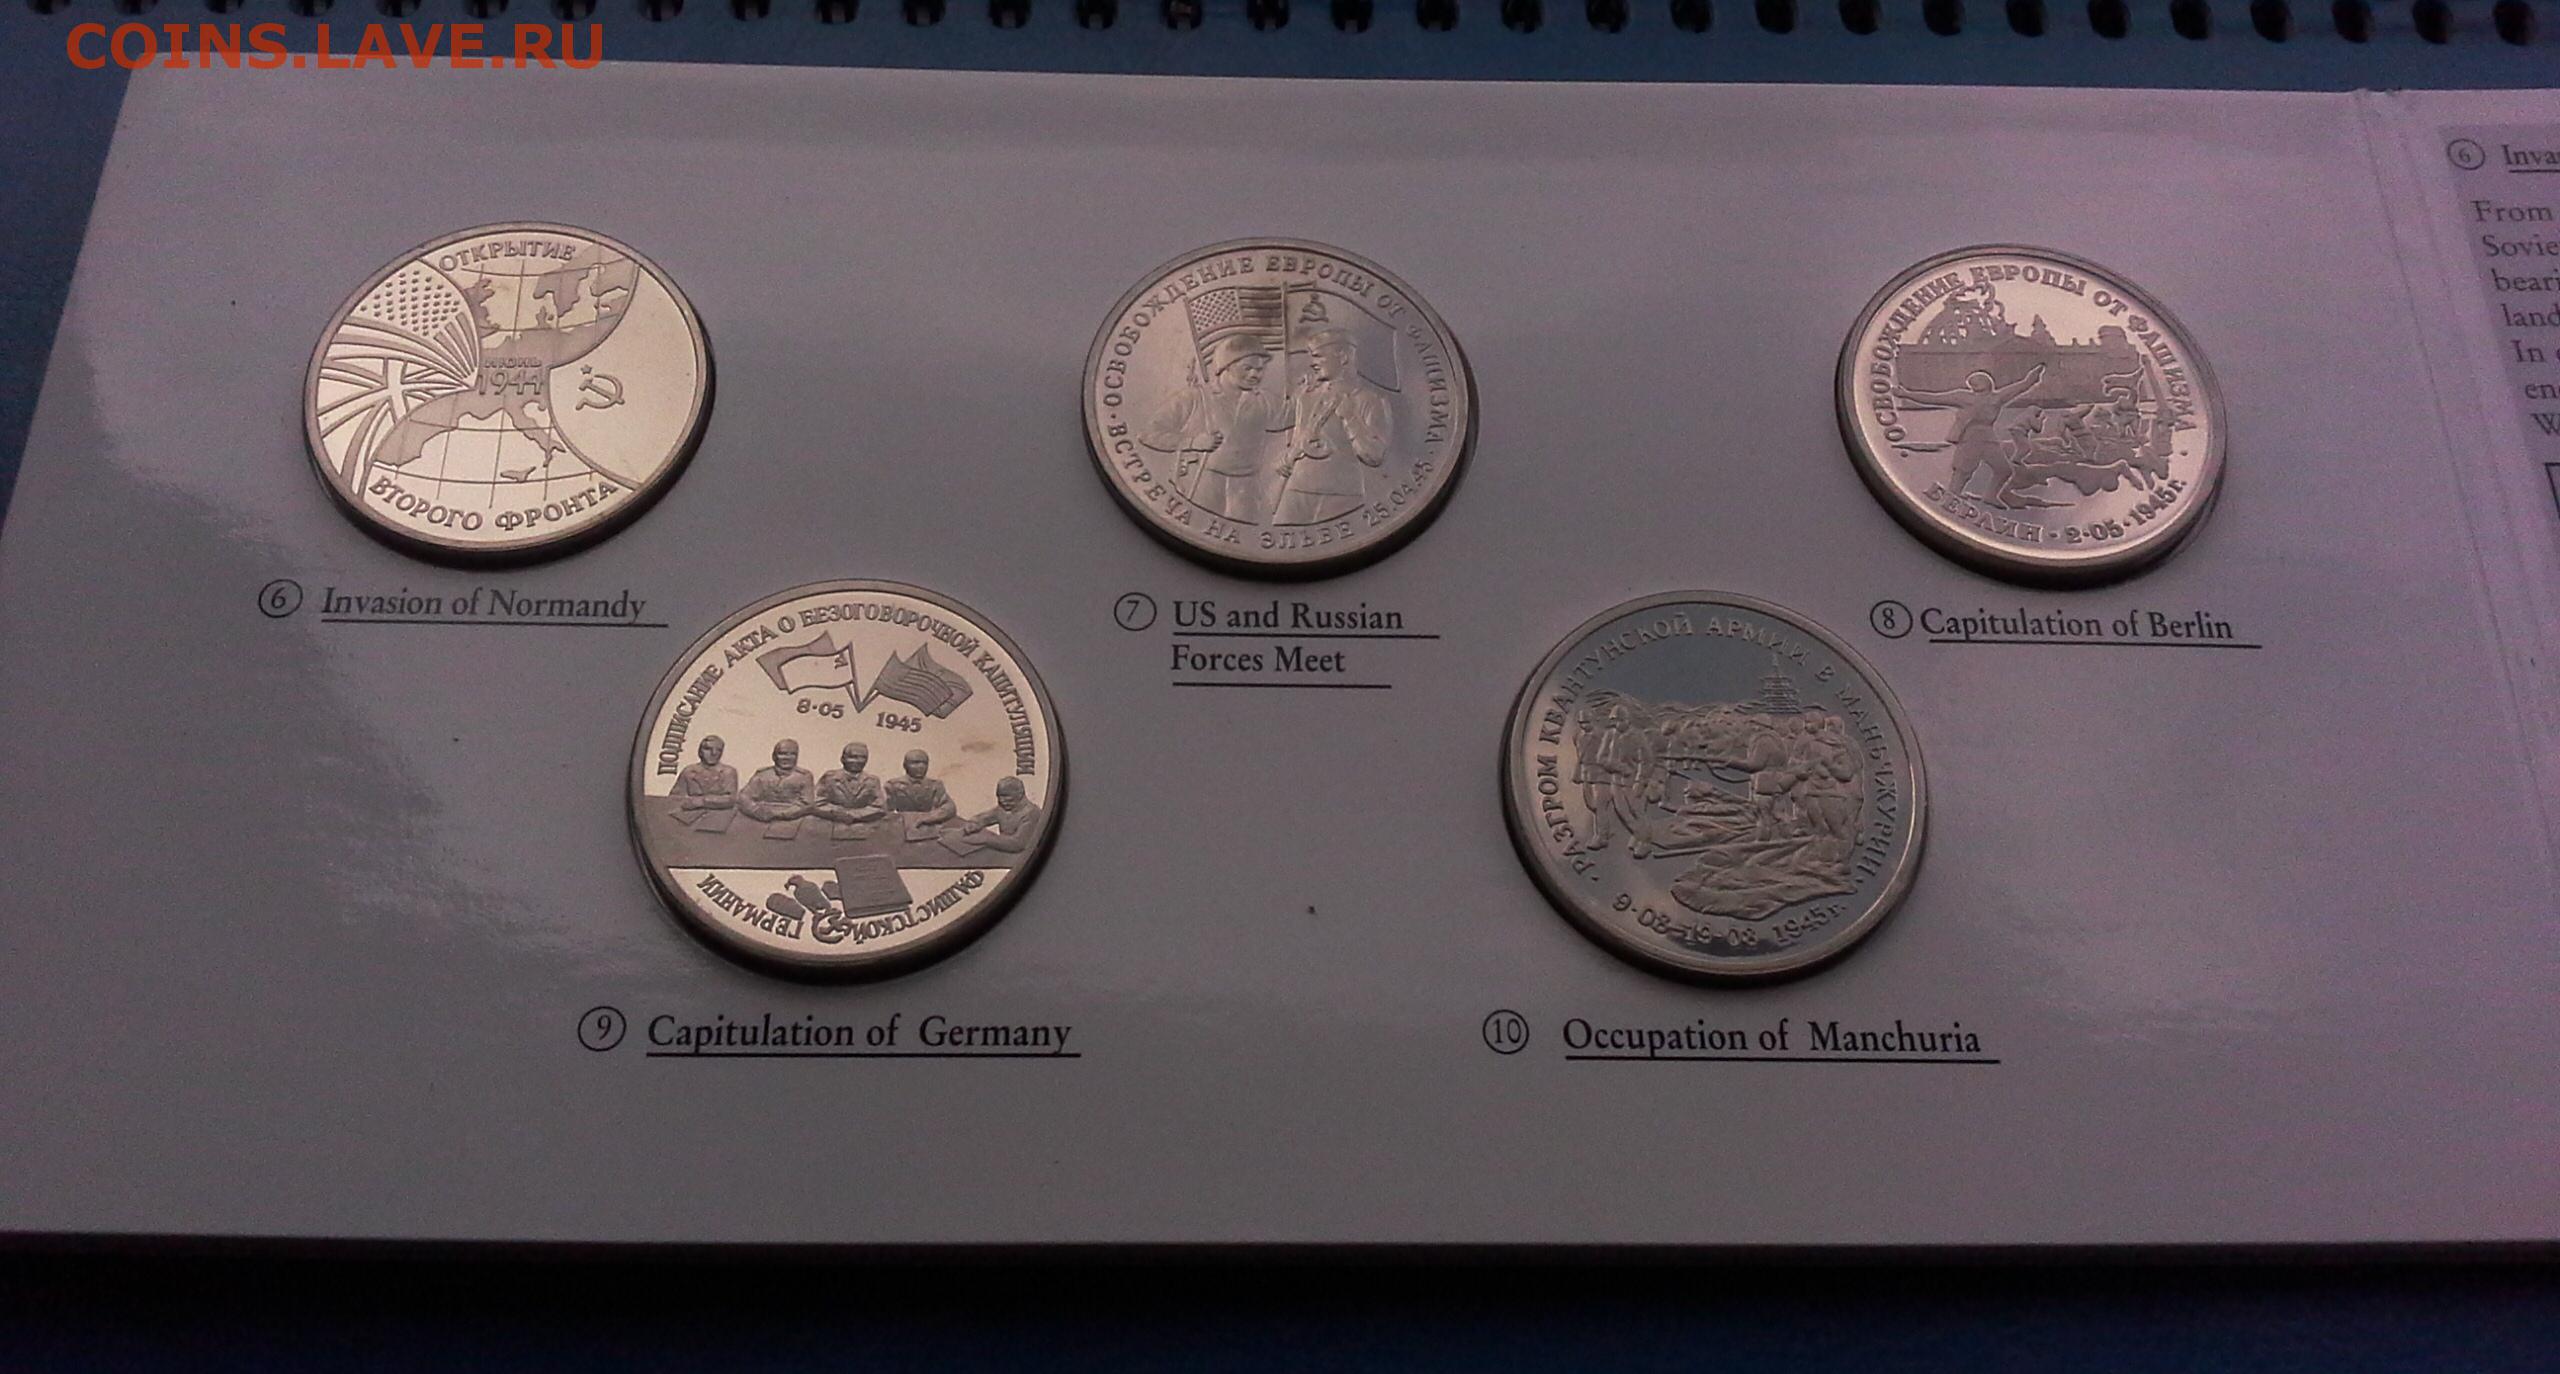 COINS.LAVE.RU
ОТКРЫТИЕ
ИЮНЬ
1944
ВТОРОГО ФРОНТА
6 Invasion of Normandy
·ОСВОБОЖДЕНИЕ ЕВРОПЫ ОТ ФАШИЗМА·
ВСТРЕЧА НА ЭЛЬБЕ 25.04.45
7 US and Russian
Forces Meet
·ОСВОБОЖДЕНИЕ ЕВРОПЫ ОТ ФАШИЗМА·
БЕРЛИН·2·05·1945г.
8 Capitulation of Berlin
ПОДПИСАНИЕ АКТА О БЕЗОГОВОРОЧНОЙ КАПИТУЛЯЦИИ
8·05 1945
ФАШИСТСКОЙ ГЕРМАНИИ
9 Capitulation of Germany
·РАЗГРОМ КВАНТУНСКОЙ АРМИИ В МАНЬЧЖУРИИ·
9·08-19·08 1945г.
10 Occupation of Manchuria
6
From
In